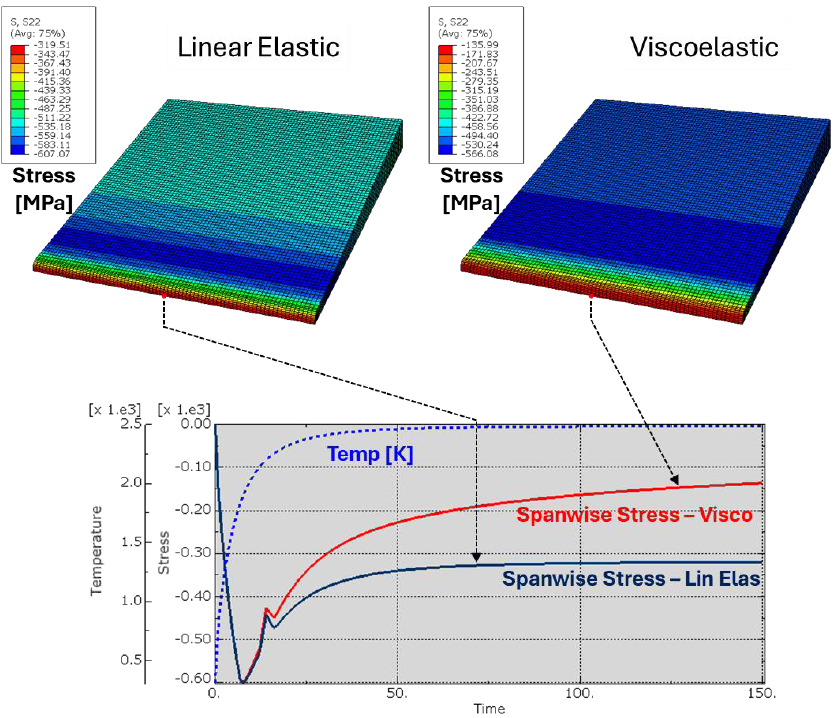 S, S22
(Avg: 75%)
-319.51
-343.47
-367.43
-391.40
-415.36
-439.33
-463.29
-487.25
-511.22
-535.18
-559.14
-583.11
-607.07
Stress
[MPa]
Linear Elastic
S, S22
(Avg: 75%)
-135.99
-171.83
-207.67
-243.51
-279.35
-315.19
-351.03
-386.88
-422.72
-458.56
-494.40
-530.24
-566.08
Stress
[MPa]
Viscoelastic
[x 1.e3]
[x 1.e3]
2.5
2.0
1.5
1.0
0.5
Temperature
0.00
-0.10
-0.20
-0.30
-0.40
-0.50
-0.60
Stress
Temp [K]
Spanwise Stress – Visco
Spanwise Stress – Lin Elas
0.
50.
100.
150.
Time